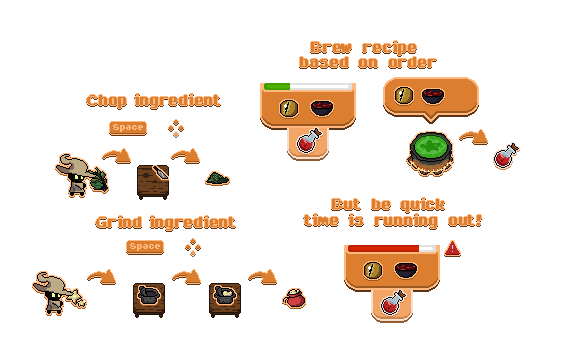 Brew recipe
based on order
Chop ingredient
Space
Grind ingredient
Space
But be quick
time is running out!